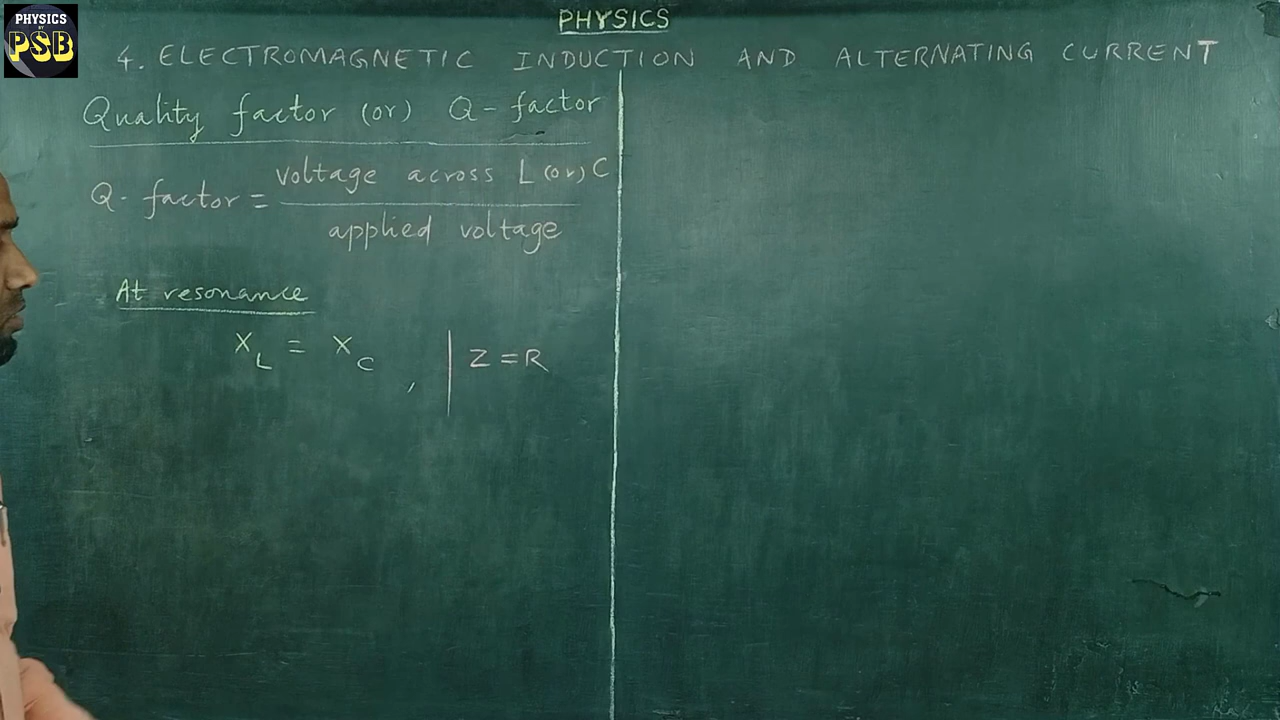 PHYSICS
BY
PSB
PHYSICS
4. ELECTROMAGNETIC INDUCTION AND ALTERNATING CURRENT
Quality factor (or) Q - factor
Q - factor = voltage across L (or) C
applied voltage
At resonance
X_L = X_C , | Z = R